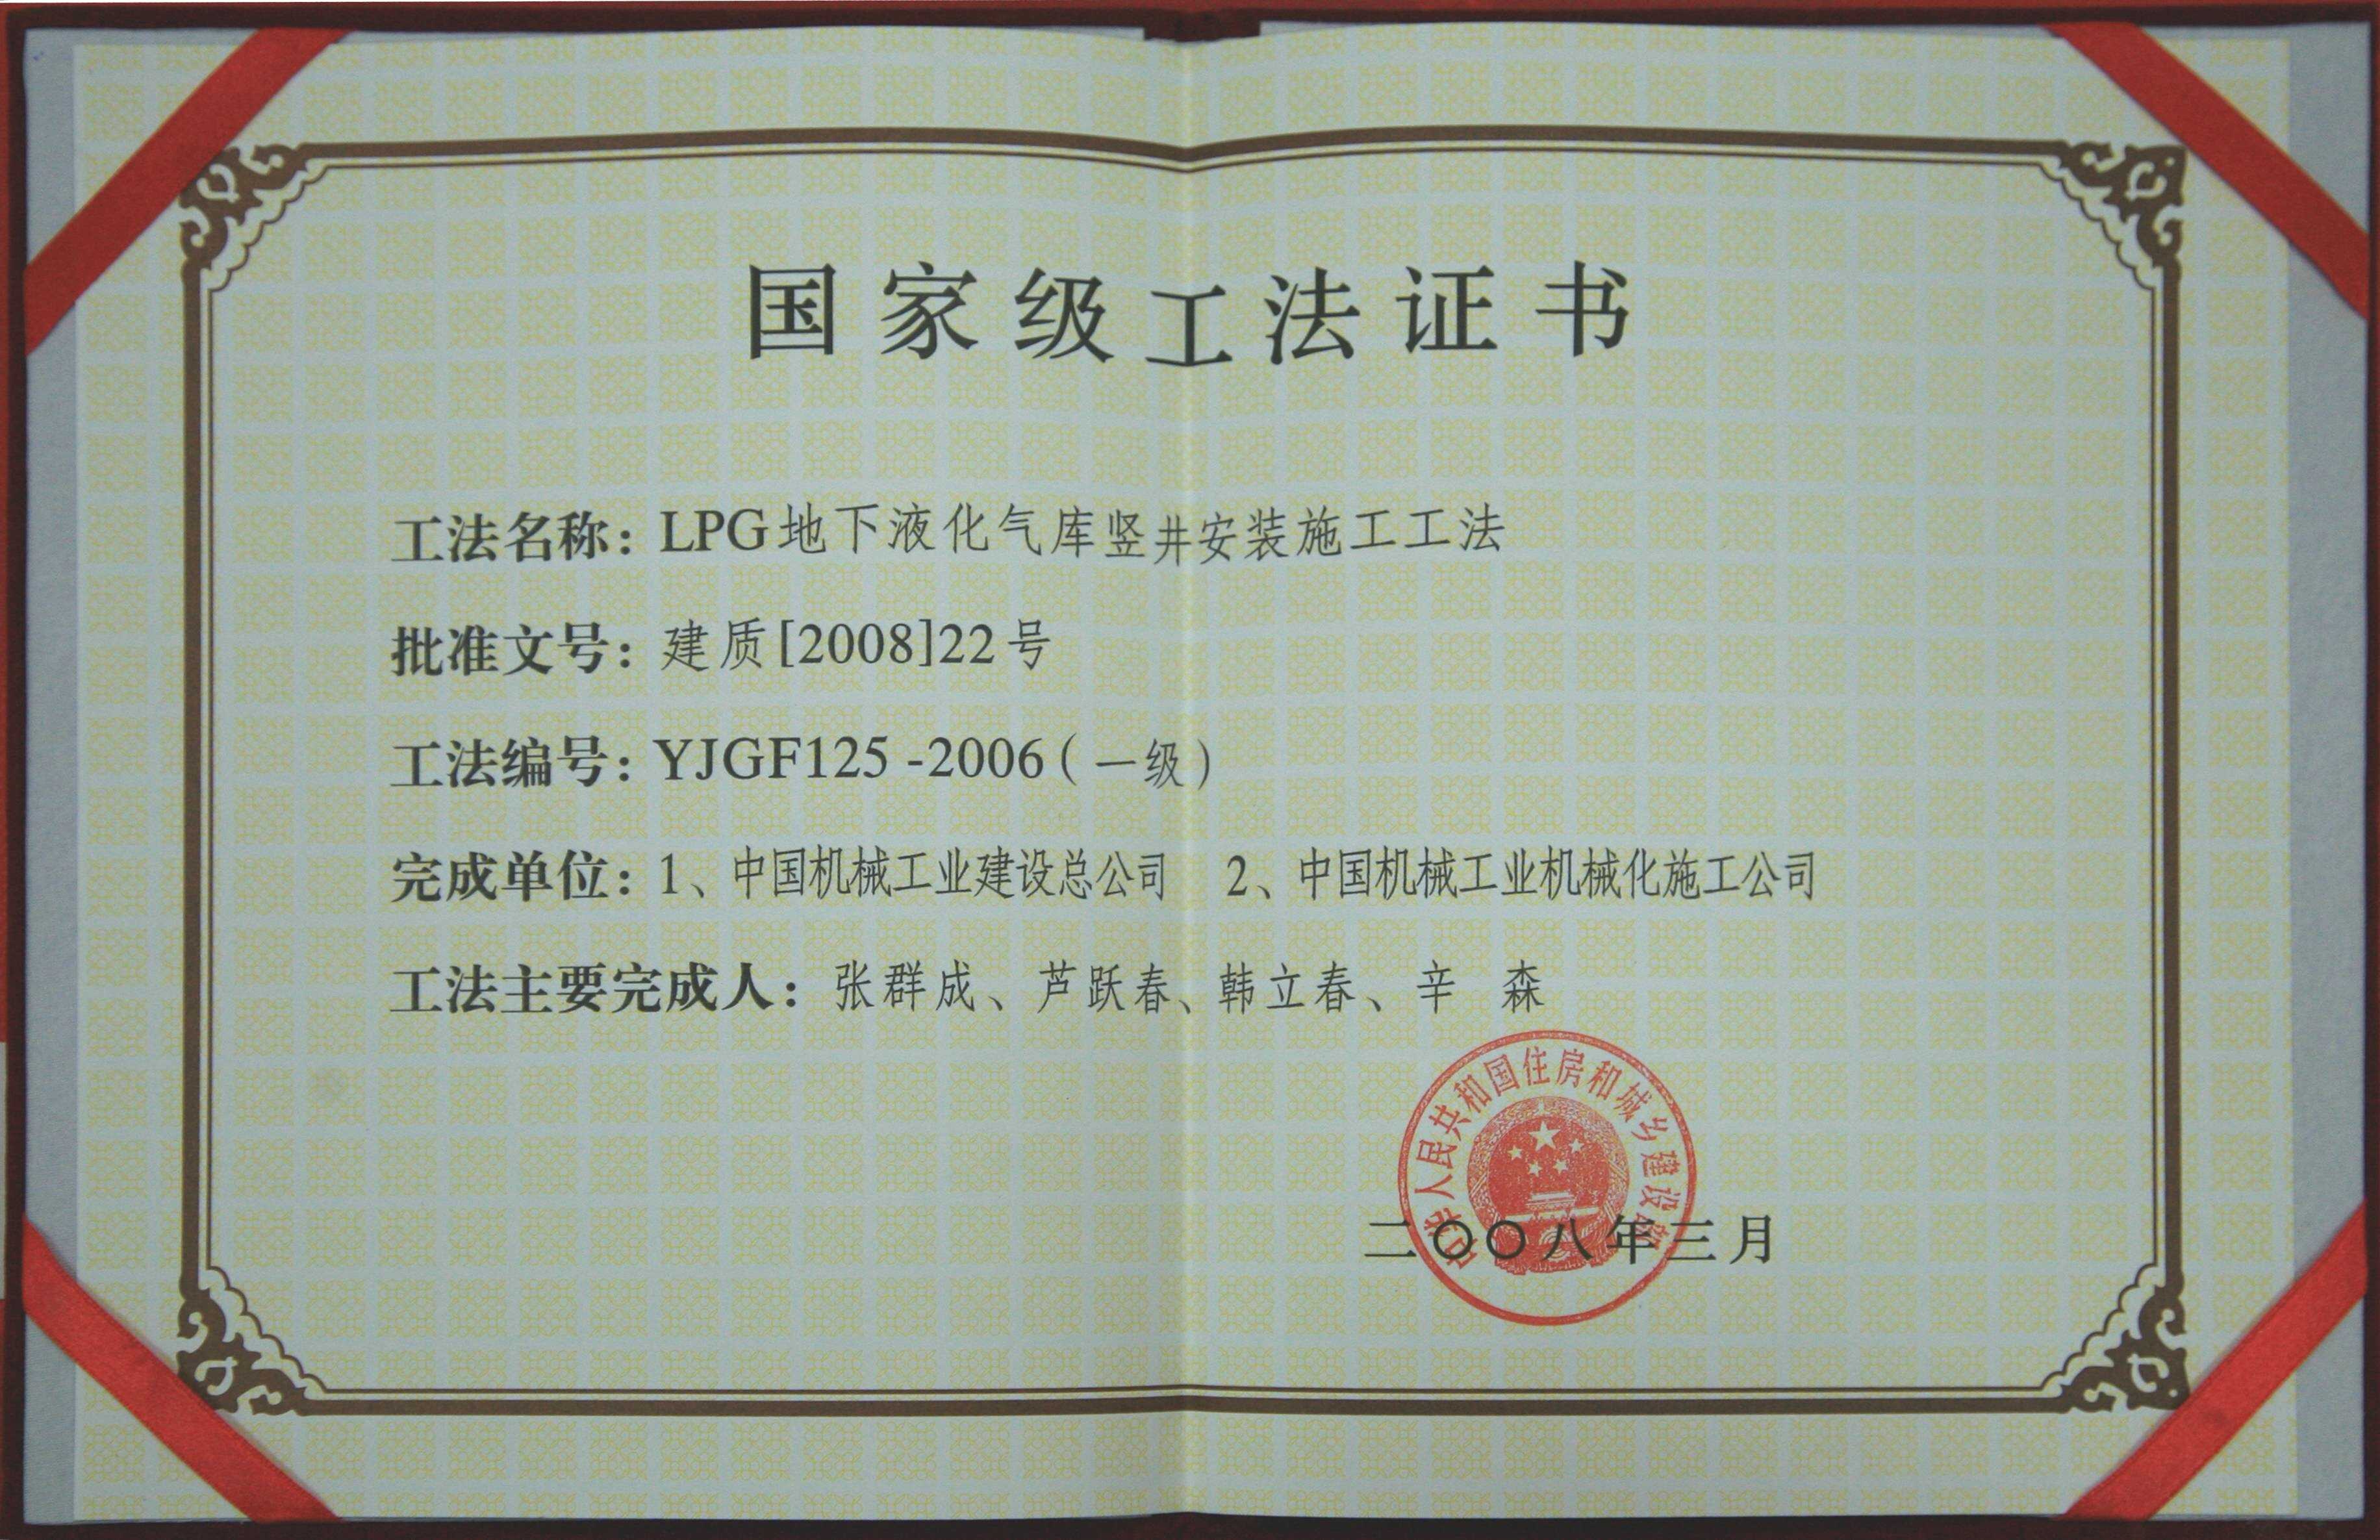 国家级工法证书
工法名称：LPG地下液化气库竖井安装施工工法
批准文号：建质[2008]22号
工法编号：YJGF125-2006(一级)
完成单位：1、中国机械工业建设总公司 2、中国机械工业机械化施工公司
工法主要完成人：张群成、芦跃春、韩立春、辛 森
中华人民共和国住房和城乡建设部
二〇〇八年三月